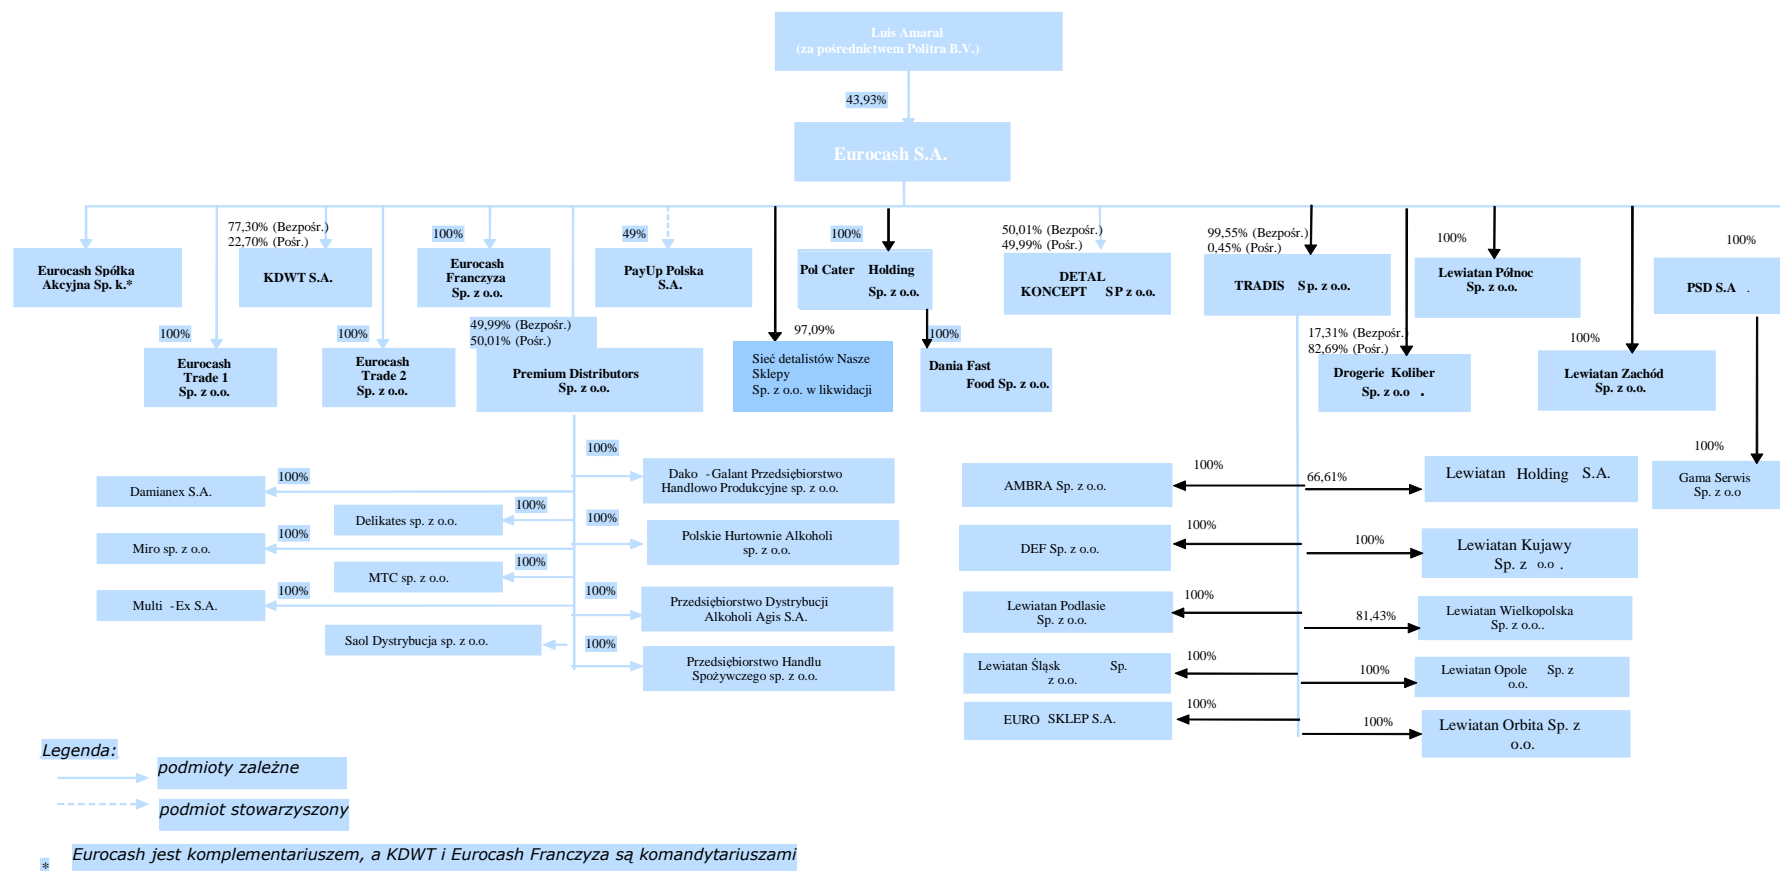 Luis Amaral
(za pośrednictwem Politra B.V.)
43,93%
Eurocash S.A.
77,30% (Bezpośr.)
22,70% (Pośr.)
100%
49%
100%
50,01% (Bezpośr.)
49,99% (Pośr.)
99,55% (Bezpośr.)
0,45% (Pośr.)
100%
100%
Eurocash Spółka
Akcyjna Sp. k.*
KDWT S.A.
Eurocash
Franczyza
Sp. z o.o.
PayUp Polska
S.A.
Pol Cater Holding
Sp. z o.o.
DETAL
KONCEPT SP z o.o.
TRADIS Sp. z o.o.
Lewiatan Północ
Sp. z o.o.
PSD S.A .
100%
100%
49,99% (Bezpośr.)
50,01% (Pośr.)
97,09%
100%
17,31% (Bezpośr.)
82,69% (Pośr.)
100%
Eurocash
Trade 1
Sp. z o.o.
Eurocash
Trade 2
Sp. z o.o.
Premium Distributors
Sp. z o.o.
Sieć detalistów Nasze
Sklepy
Sp. z o.o. w likwidacji
Dania Fast
Food Sp. z o.o.
Drogerie Koliber
Sp. z o.o .
Lewiatan Zachód
Sp. z o.o.
100%
Gama Serwis
Sp. z o.o
100%
Damianex S.A.
100%
Dako -Galant Przedsiębiorstwo
Handlowo Produkcyjne sp. z o.o.
100%
Delikates sp. z o.o.
100%
Miro sp. z o.o.
100%
Polskie Hurtownie Alkoholi
sp. z o.o.
100%
MTC sp. z o.o.
100%
Multi -Ex S.A.
100%
Przedsiębiorstwo Dystrybucji
Alkoholi Agis S.A.
100%
Saol Dystrybucja sp. z o.o.
100%
Przedsiębiorstwo Handlu
Spożywczego sp. z o.o.
100%
AMBRA Sp. z o.o.
66,61%
Lewiatan Holding S.A.
100%
DEF Sp. z o.o.
100%
Lewiatan Kujawy
Sp. z o.o .
100%
Lewiatan Podlasie
Sp. z o.o.
81,43%
Lewiatan Wielkopolska
Sp. z o.o..
100%
Lewiatan Śląsk Sp.
z o.o.
100%
Lewiatan Opole Sp. z
o.o.
100%
EURO SKLEP S.A.
100%
Lewiatan Orbita Sp. z
o.o.
Legenda:
podmioty zależne
podmiot stowarzyszony
* Eurocash jest komplementariuszem, a KDWT i Eurocash Franczyza są komandytariuszami